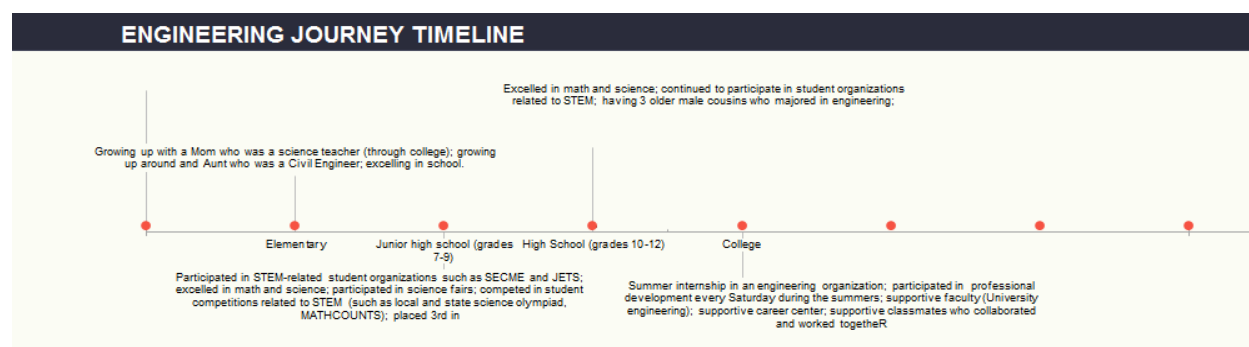 ENGINEERING JOURNEY TIMELINE
Excelled in math and science; continued to participate in student organizations
related to STEM; having 3 older male cousins who majored in engineering;
Growing up with a Mom who was a science teacher (through college); growing
up around and Aunt who was a Civil Engineer; excelling in school.
Elementary
Junior high school (grades
7-9)
High School (grades 10-12)
College
Participated in STEM-related student organizations such as SECME and JETS;
excelled in math and science; participated in science fairs; competed in student
competitions related to STEM (such as local and state science olympiad,
MATHCOUNTS); placed 3rd in
Summer internship in an engineering organization; participated in professional
development every Saturday during the summers; supportive faculty (University
engineering); supportive career center; supportive classmates who collaborated
and worked togetheR